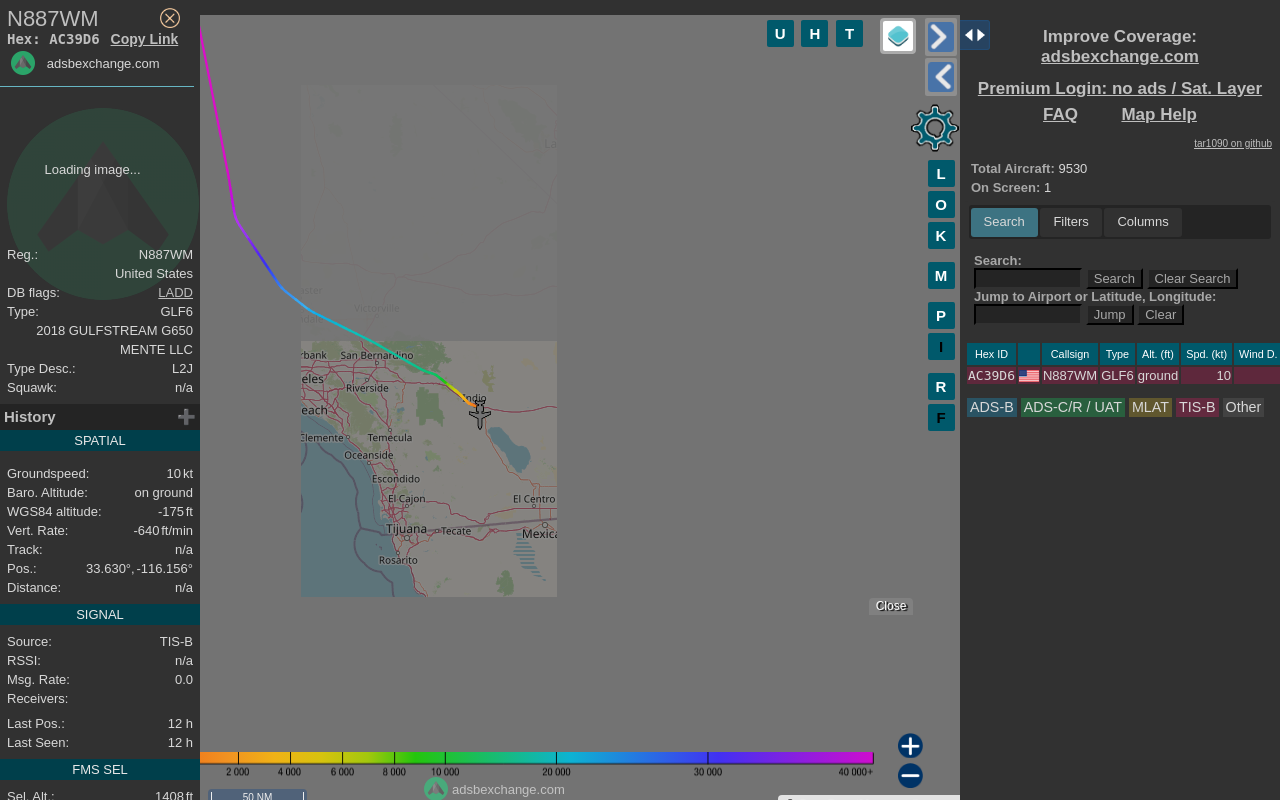 N887WM
Hex: AC39D6 Copy Link
adsbexchange.com
Loading image...
Reg.: N887WM
United States
DB flags: LADD
Type: GLF6
2018 GULFSTREAM G650
MENTE LLC
Type Desc.: L2J
Squawk: n/a
History
SPATIAL
Groundspeed: 10 kt
Baro. Altitude: on ground
WGS84 altitude: -175 ft
Vert. Rate: -640 ft/min
Track: n/a
Pos.: 33.630°, -116.156°
Distance: n/a
SIGNAL
Source: TIS-B
RSSI: n/a
Msg. Rate: 0.0
Receivers:
Last Pos.: 12 h
Last Seen: 12 h
FMS SEL
Sel. Alt.: 1408 ft
U H T
L
O
K
M
P
I
R
F
La
Victorville
rbank San Bernardino
eles Riverside
Indio
each
Clemente Temecula
Oceanside
Escondido
El Cajon El Centro
Tijuana Tecate Mexica
Rosarito
Close
2 000 4 000 6 000 8 000 10 000 20 000 30 000 40 000+
50 NM adsbexchange.com
Improve Coverage:
adsbexchange.com
Premium Login: no ads / Sat. Layer
FAQ Map Help
tar1090 on github
Total Aircraft: 9530
On Screen: 1
Search Filters Columns
Search:
Search Clear Search
Jump to Airport or Latitude, Longitude:
Jump Clear
Hex ID Callsign Type Alt. (ft) Spd. (kt) Wind D.
AC39D6 N887WM GLF6 ground 10
ADS-B ADS-C/R / UAT MLAT TIS-B Other